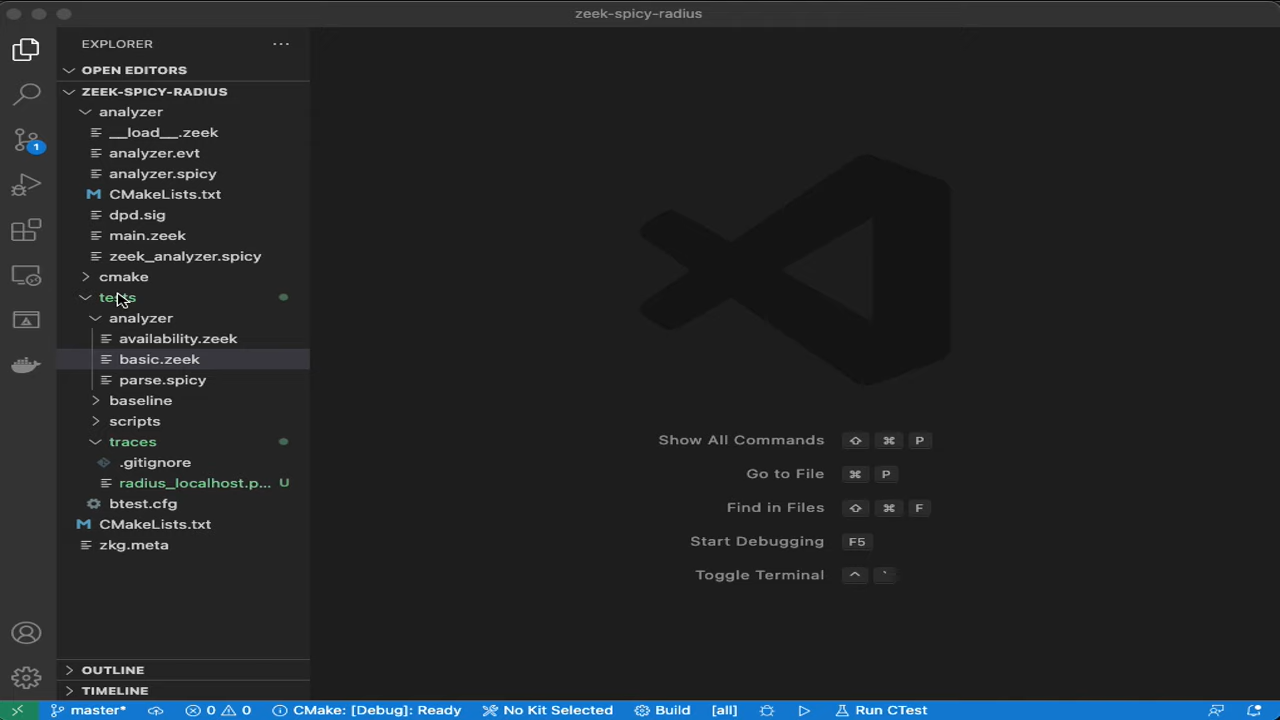 zeek-spicy-radius
EXPLORER
OPEN EDITORS
ZEEK-SPICY-RADIUS
analyzer
__load__.zeek
analyzer.evt
analyzer.spicy
CMakeLists.txt
dpd.sig
main.zeek
zeek_analyzer.spicy
cmake
tests
analyzer
availability.zeek
basic.zeek
parse.spicy
baseline
scripts
traces
.gitignore
radius_localhost.p... U
btest.cfg
CMakeLists.txt
zkg.meta
OUTLINE
TIMELINE
1
Show All Commands ⇧ ⌘ P
Go to File ⌘ P
Find in Files ⇧ ⌘ F
Start Debugging F5
Toggle Terminal ^ `
master* 0 0 CMake: [Debug]: Ready No Kit Selected Build [all] Run CTest